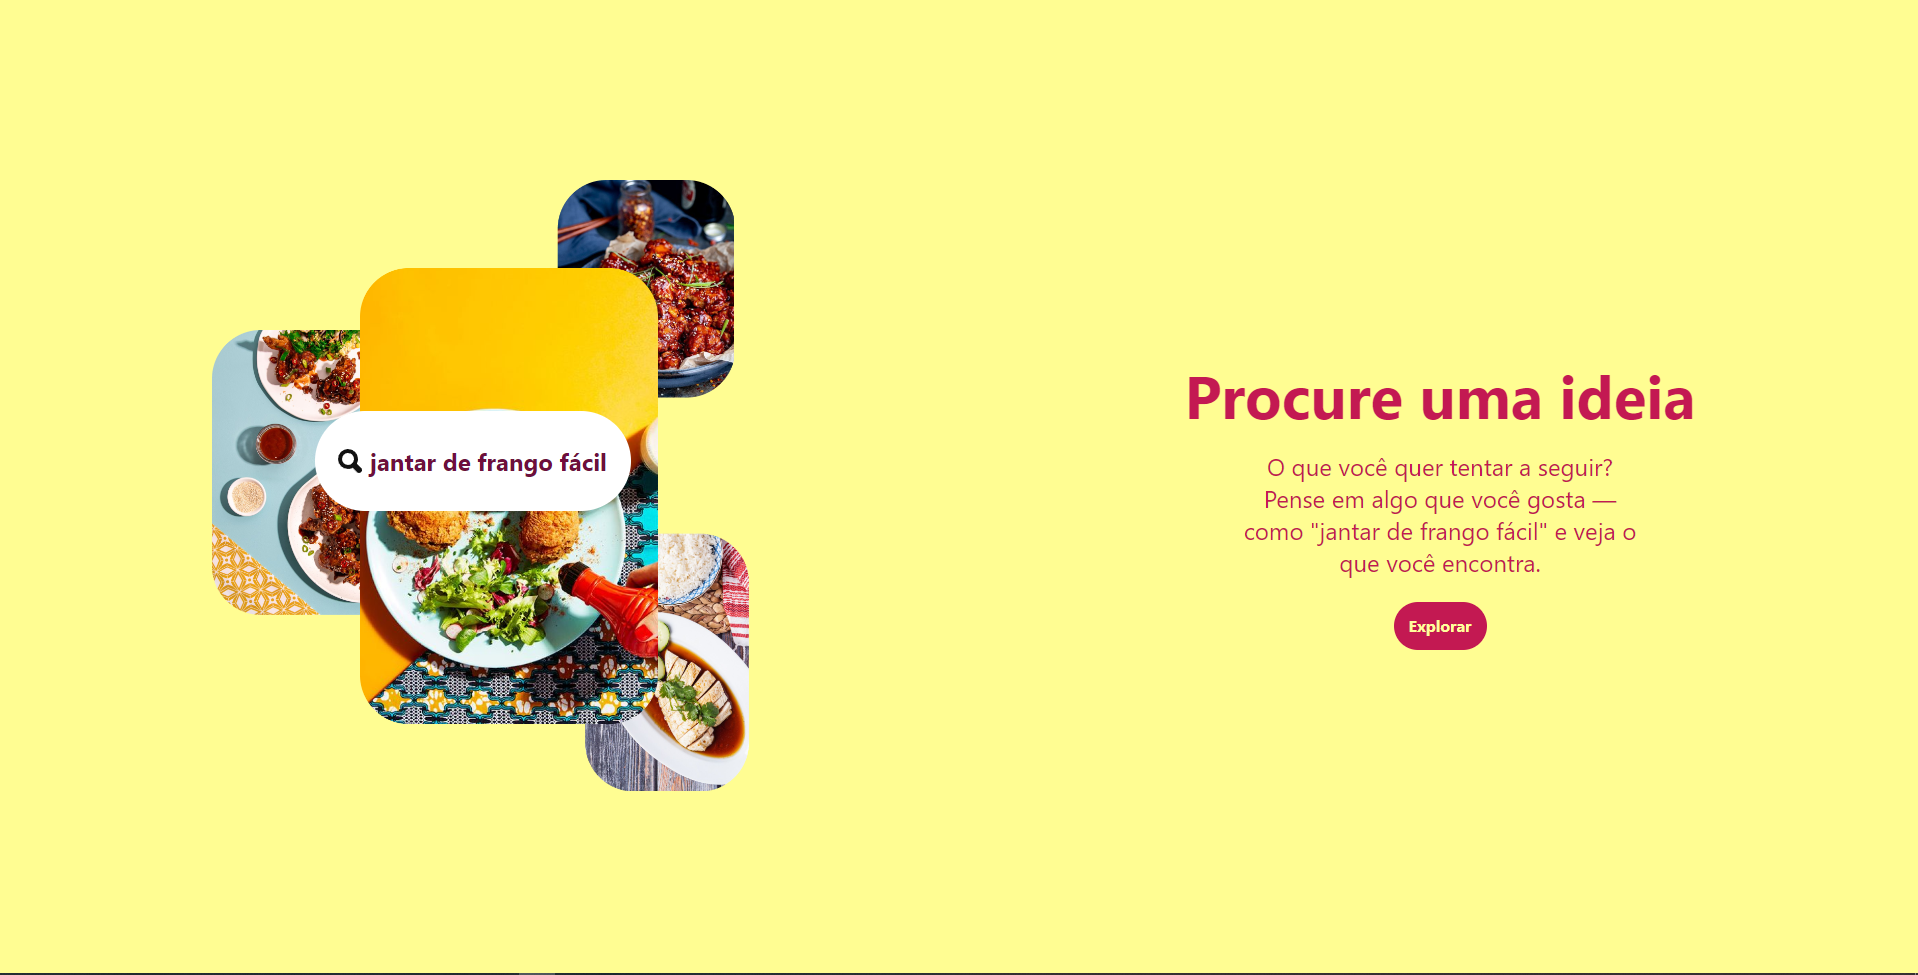 jantar de frango fácil
Procure uma ideia
O que você quer tentar a seguir?
Pense em algo que você gosta —
como "jantar de frango fácil" e veja o
que você encontra.
Explorar